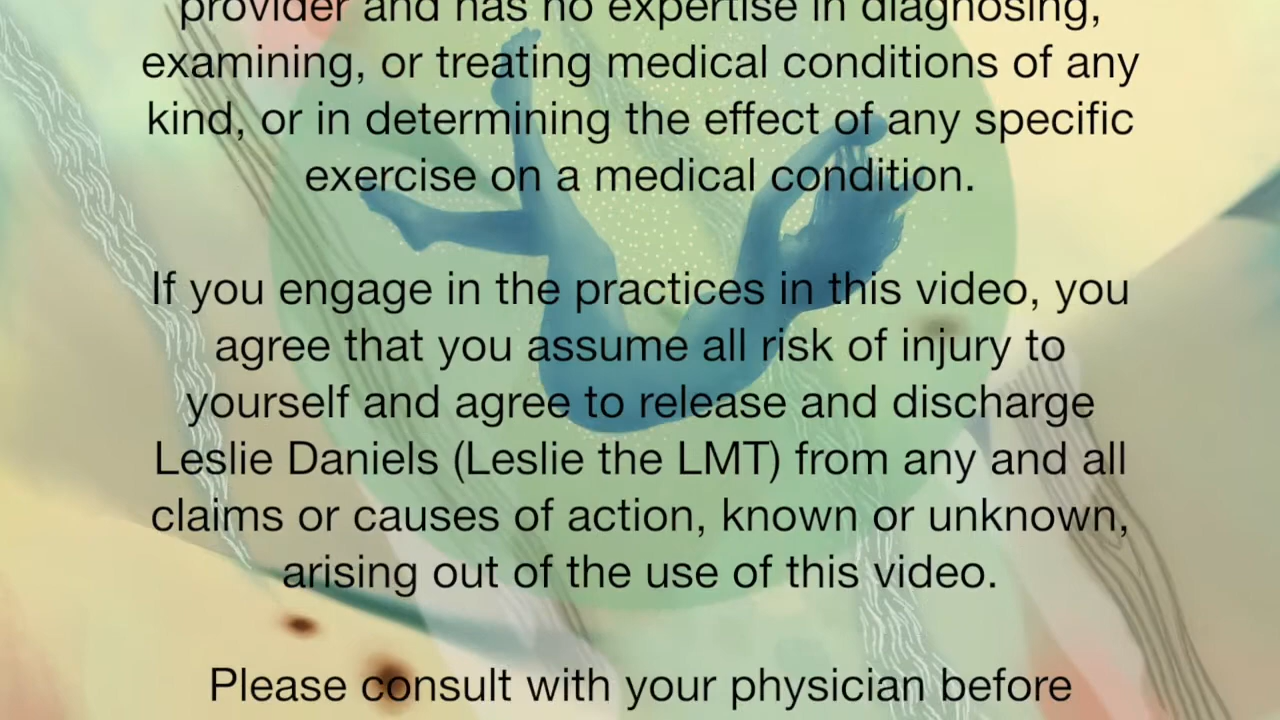 provider and has no expertise in diagnosing,
examining, or treating medical conditions of any
kind, or in determining the effect of any specific
exercise on a medical condition.
If you engage in the practices in this video, you
agree that you assume all risk of injury to
yourself and agree to release and discharge
Leslie Daniels (Leslie the LMT) from any and all
claims or causes of action, known or unknown,
arising out of the use of this video.
Please consult with your physician before